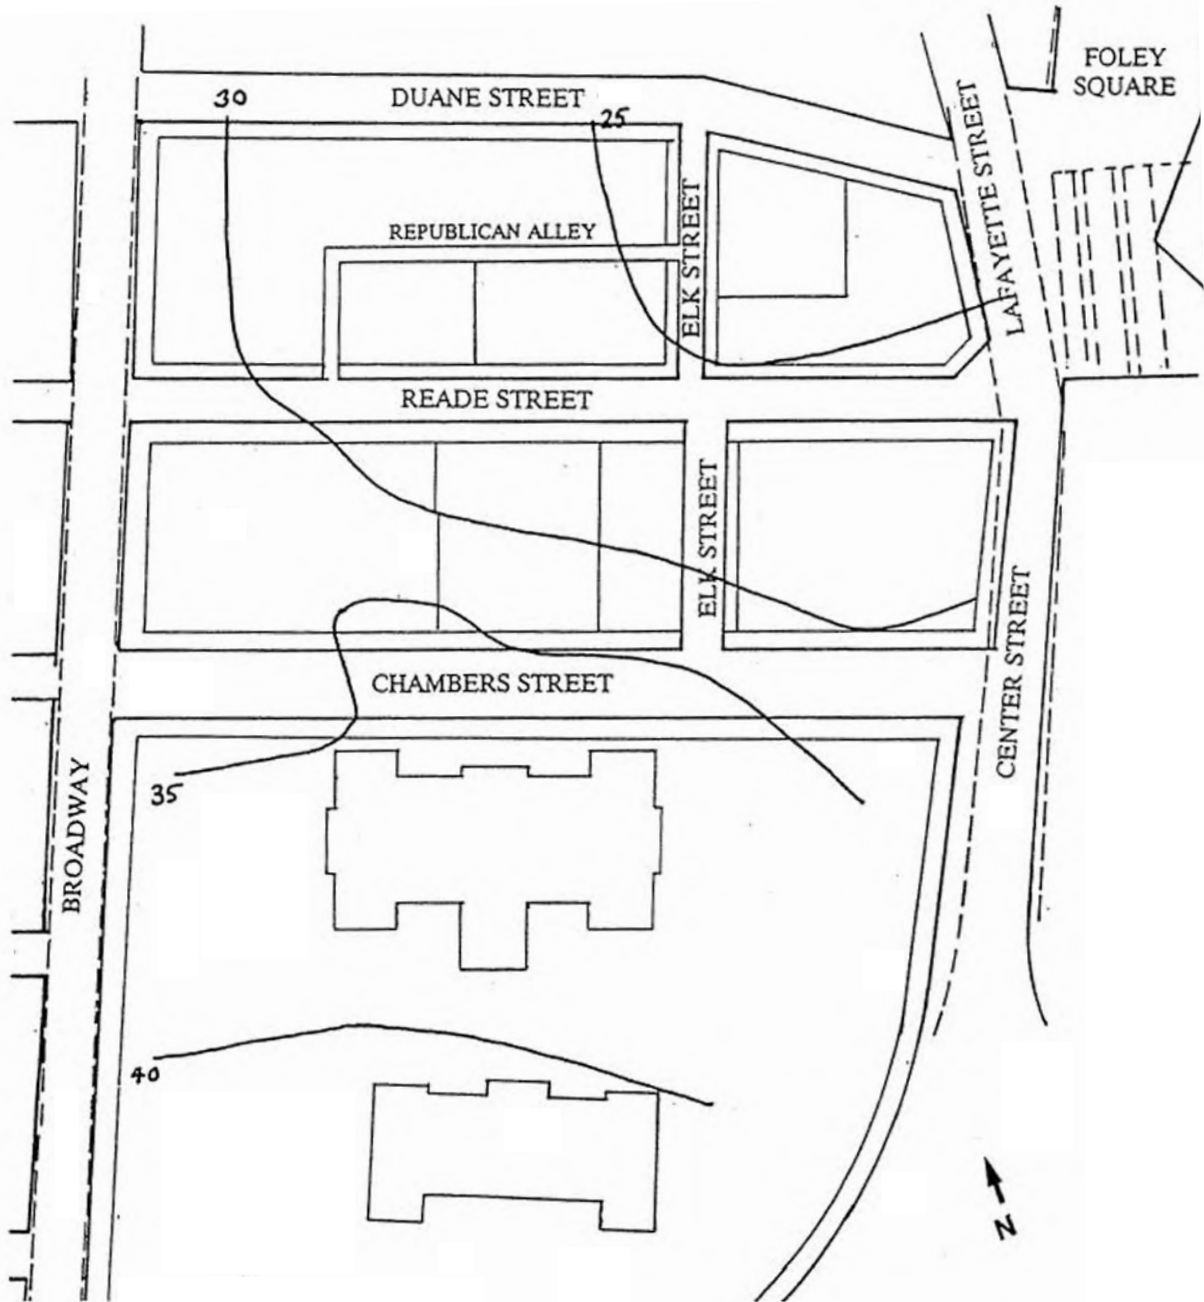 FOLEY
SQUARE
30
DUANE STREET
25
LAFAYETTE STREET
REPUBLICAN ALLEY
ELK STREET
READE STREET
ELK STREET
CHAMBERS STREET
CENTER STREET
35
BROADWAY
40
N